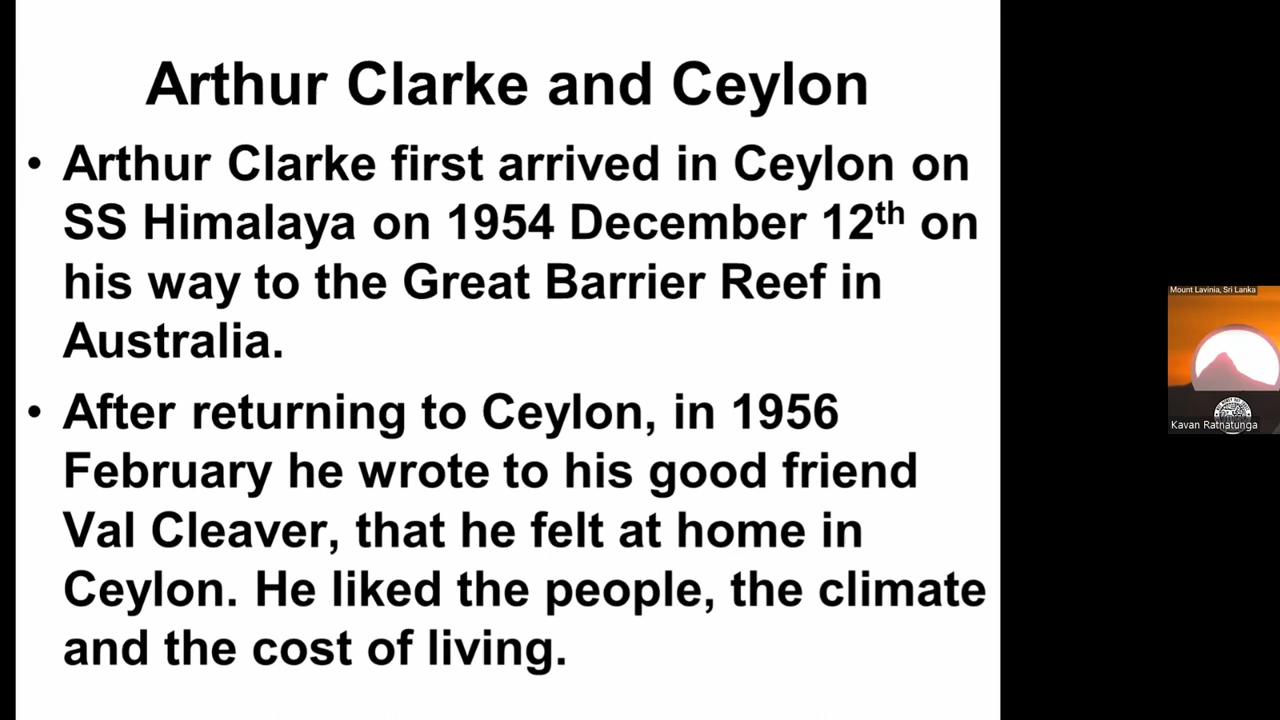 Arthur Clarke and Ceylon
• Arthur Clarke first arrived in Ceylon on
SS Himalaya on 1954 December 12th on
his way to the Great Barrier Reef in
Australia.
• After returning to Ceylon, in 1956
February he wrote to his good friend
Val Cleaver, that he felt at home in
Ceylon. He liked the people, the climate
and the cost of living.
Mount Lavinia, Sri Lanka
Kavan Ratnatunga